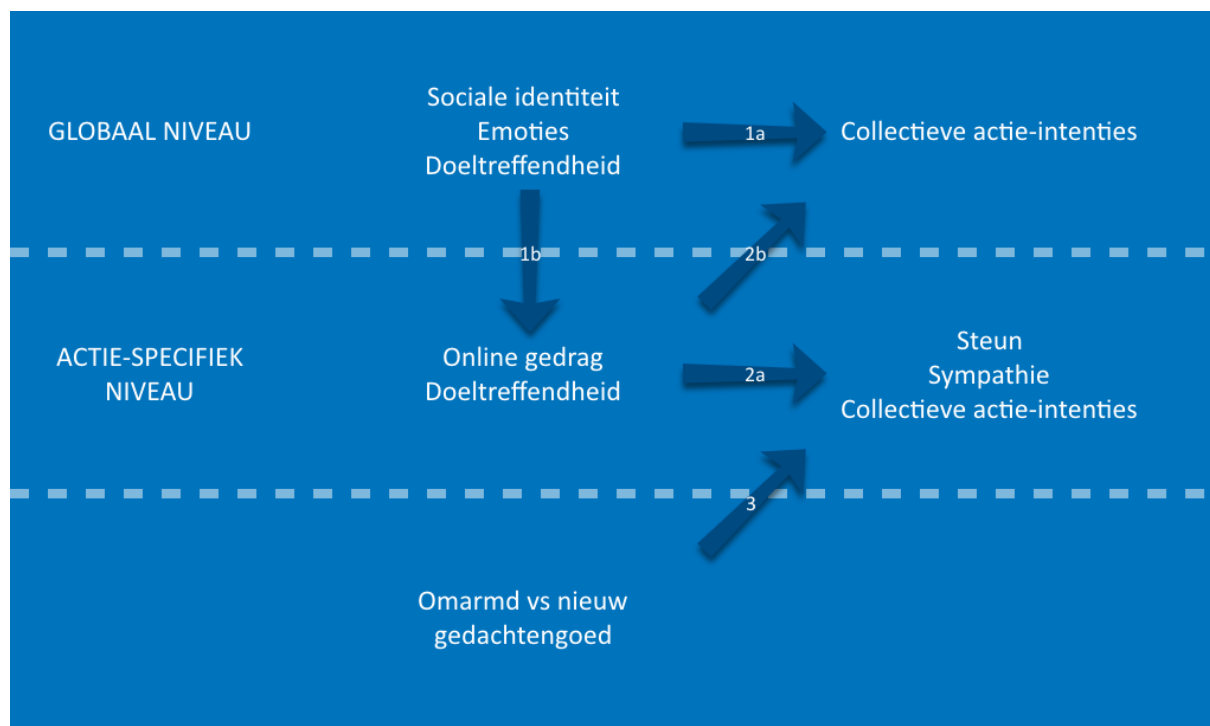 GLOBAAL NIVEAU
Sociale identiteit
Emoties
Doeltreffendheid
1a
Collectieve actie-intenties
1b
2b
ACTIE-SPECIFIEK
NIVEAU
Online gedrag
Doeltreffendheid
2a
Steun
Sympathie
Collectieve actie-intenties
3
Omarmd vs nieuw
gedachtengoed